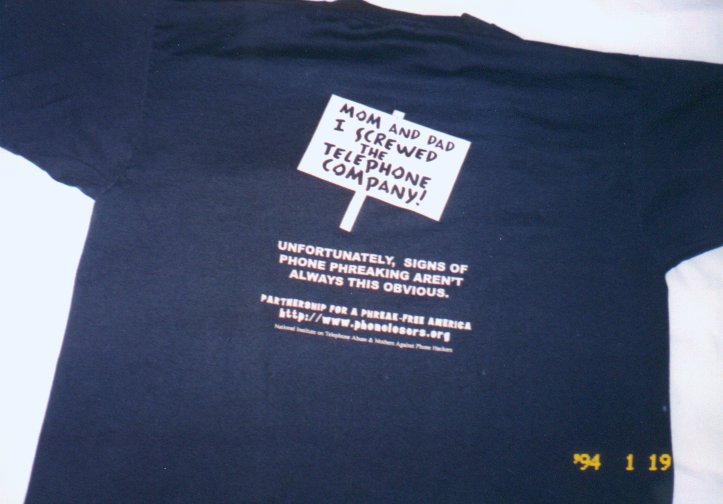 MOM AND DAD
I SCREWED
THE
TELEPHONE
COMPANY!
UNFORTUNATELY, SIGNS OF
PHONE PHREAKING AREN'T
ALWAYS THIS OBVIOUS.
PARTNERSHIP FOR A PHREAK-FREE AMERICA
http://www.phonelosers.org
National Institute on Telephone Abuse & Mothers Against Phone Hackers
'94 1 19